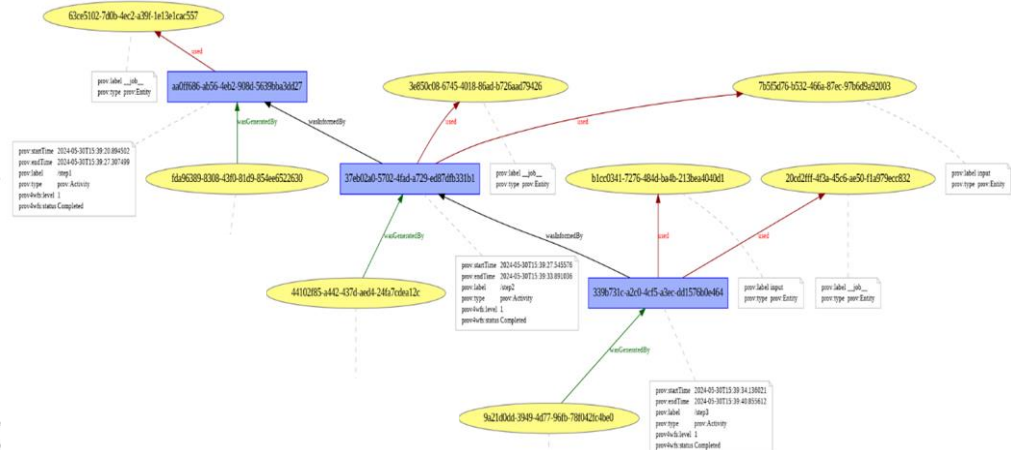 63ce5102-7d0b-4ec2-a39f-1e13e1cac557
used
prov:label __job__
prov:type prov:Entity
aa0ff686-ab56-4eb2-908d-5639bba3dd27
3e850c08-6745-4018-86ad-b726aad79426
7b5f5d76-b532-466a-87ec-97b6d9a92003
wasGeneratedBy
wasInformedBy
used
used
prov:startTime 2024-05-30T15:39:20.894502
prov:endTime 2024-05-30T15:39:27.307499
prov:label /step1
prov:type prov:Activity
prov4wfs:level 1
prov4wfs:status Completed
fda96389-8308-43f0-81d9-854ee6522630
37eb02a0-5702-4fad-a729-ed87dfb331b1
prov:label __job__
prov:type prov:Entity
b1cc0341-7276-484d-ba4b-213bea4040d1
20cd2fff-4f3a-45c6-ae50-f1a979ecc832
prov:label input
prov:type prov:Entity
wasGeneratedBy
wasInformedBy
used
used
prov:startTime 2024-05-30T15:39:27.545576
prov:endTime 2024-05-30T15:39:33.891036
prov:label /step2
prov:type prov:Activity
prov4wfs:level 1
prov4wfs:status Completed
44102f85-a442-437d-aed4-24fa7cdea12c
339b731c-a2c0-4cf5-a3ec-dd1576b0e464
prov:label input
prov:type prov:Entity
prov:label __job__
prov:type prov:Entity
wasGeneratedBy
prov:startTime 2024-05-30T15:39:34.136021
prov:endTime 2024-05-30T15:39:40.855612
prov:label /step3
prov:type prov:Activity
prov4wfs:level 1
prov4wfs:status Completed
9a21d0dd-3949-4d77-96fb-78f042fc4be0